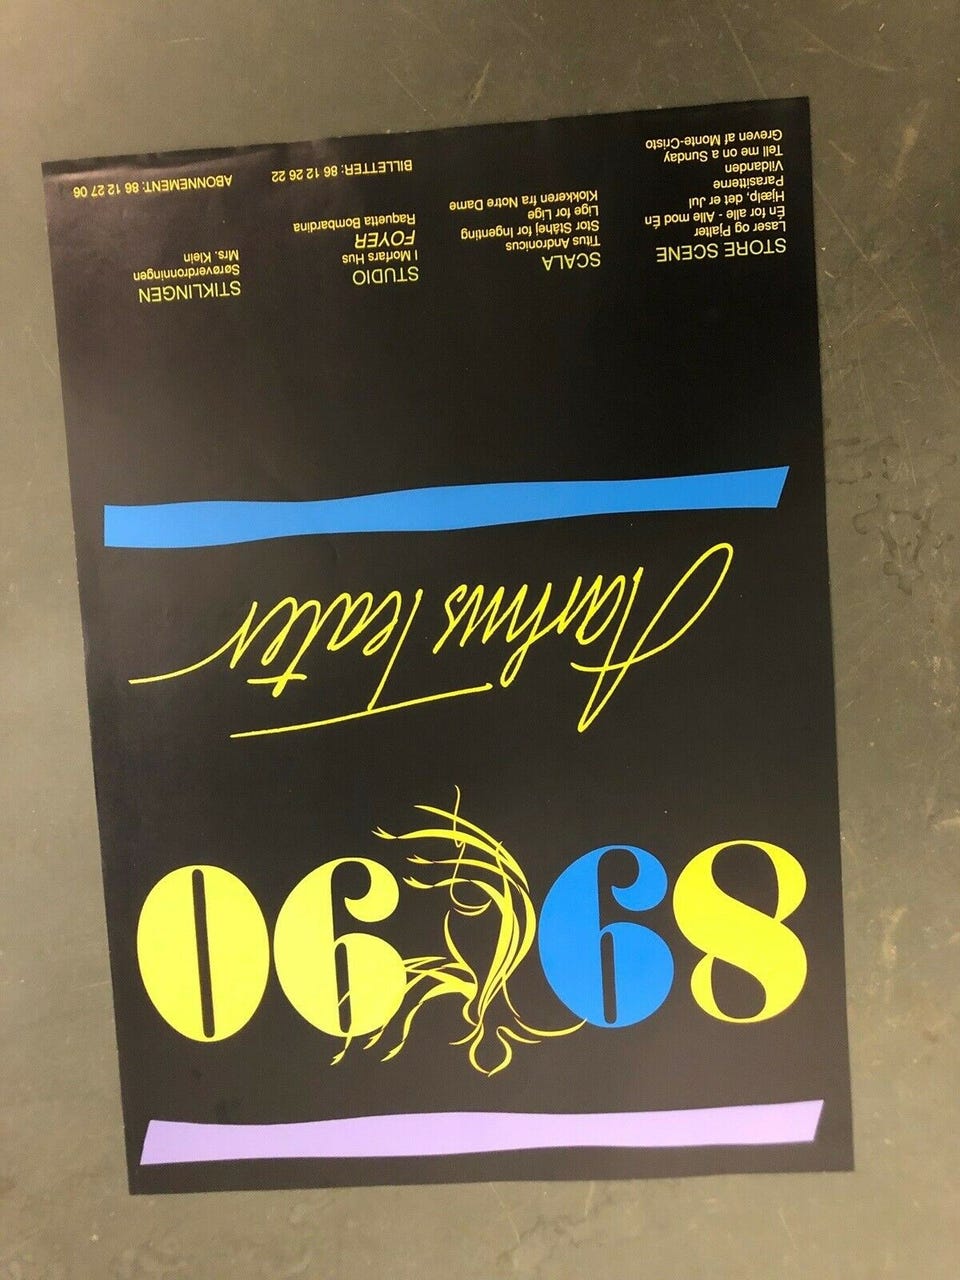 89 90
Aarhus Teater
STORE SCENE
Laser og Pjalter
Én for alle - Alle mod Én
Hjælp, det er Jul
Parasitterne
Vildanden
Tell me on a Sunday
Greven af Monte-Cristo
SCALA
Titus Andronicus
Stor Ståhej for Ingenting
Lige for Lige
Klokkeren fra Notre Dame
STUDIO
I Morfars Hus
FOYER
Raquetta Bombardina
BILLETTER: 86 12 26 22
STIKLINGEN
Sørøverdronningen
Mrs. Klein
ABONNEMENT: 86 12 27 06